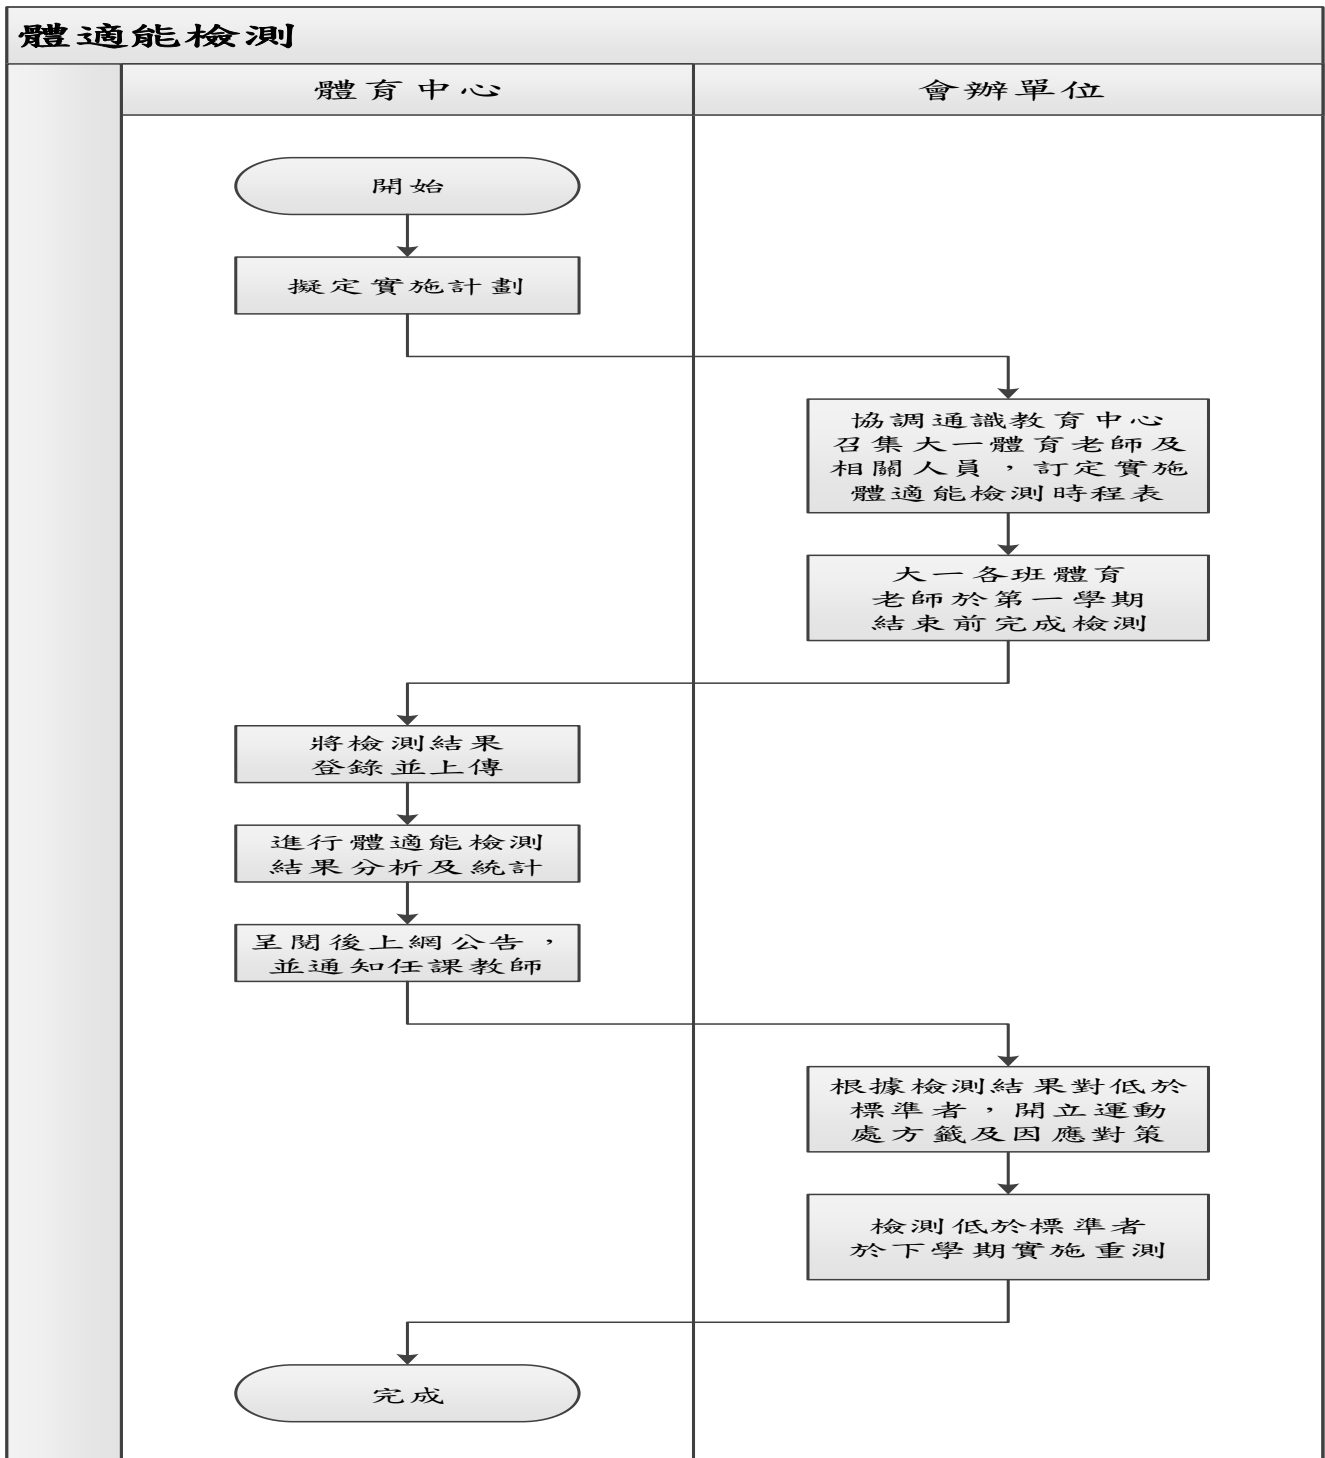 體適能檢測
體育中心
會辦單位
開始
擬定實施計劃
協調通識教育中心
召集大一體育老師及
相關人員，訂定實施
體適能檢測時程表
大一各班體育
老師於第一學期
結束前完成檢測
將檢測結果
登錄並上傳
進行體適能檢測
結果分析及統計
呈閱後上網公告，
並通知任課教師
根據檢測結果對低於
標準者，開立運動
處方籤及因應對策
檢測低於標準者
於下學期實施重測
完成